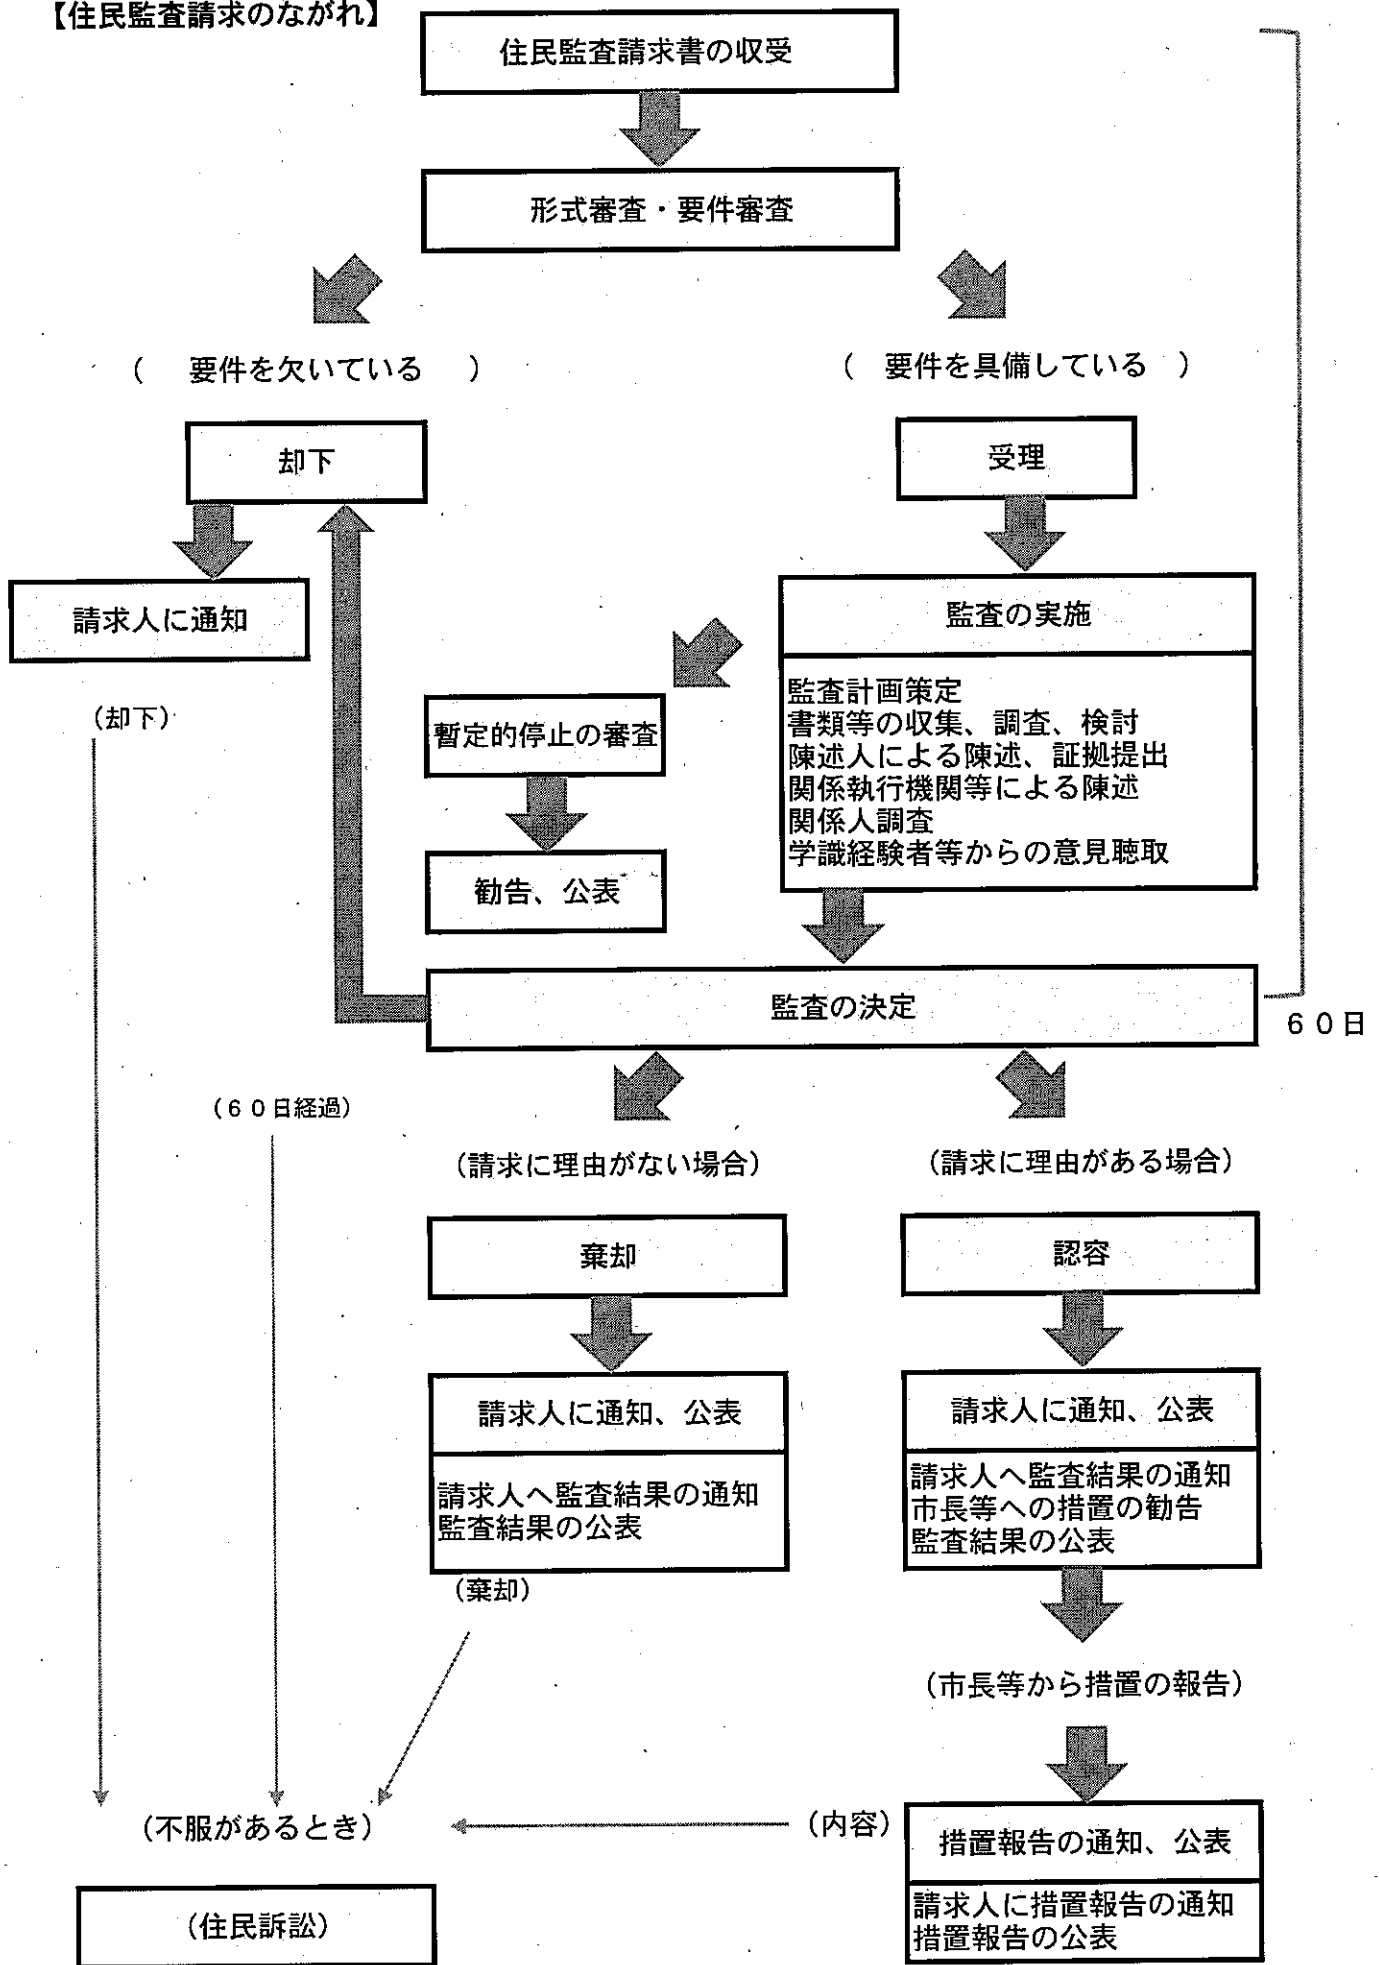 【住民監査請求のながれ】
住民監査請求書の収受
形式審査・要件審査
(　要件を欠いている　)
(　要件を具備している　)
却下
受理
請求人に通知
監査の実施
監査計画策定
書類等の収集、調査、検討
陳述人による陳述、証拠提出
関係執行機関等による陳述
関係人調査
学識経験者等からの意見聴取
(却下)
暫定的停止の審査
勧告、公表
監査の決定
６０日
(６０日経過)
(請求に理由がない場合)
(請求に理由がある場合)
棄却
認容
請求人に通知、公表
請求人へ監査結果の通知
監査結果の公表
請求人に通知、公表
請求人へ監査結果の通知
市長等への措置の勧告
監査結果の公表
(棄却)
(市長等から措置の報告)
(不服があるとき)
(内容)
措置報告の通知、公表
請求人に措置報告の通知
措置報告の公表
(住民訴訟)